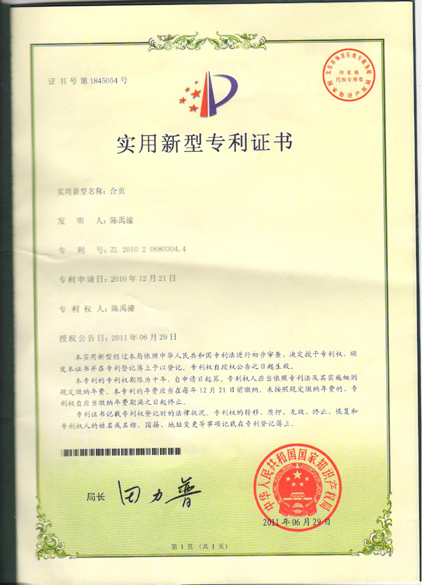 证书号第1845054号
实用新型专利证书
实用新型名称：合页
发 明 人：陈禹
专 利 号：ZL 2010 2 0680304.4
专利申请日：2010年12月21日
专 利 权 人：陈禹
授权公告日：2011年06月29日
本实用新型经过本局依照中华人民共和国专利法进行初步审查，决定授予专利权，颁
发本证书并在专利登记簿上予以登记。专利权自授权公告之日起生效。
本专利的专利权期限为十年，自申请日起算。专利权人应当依照专利法及其实施细则
规定缴纳年费。本专利的年费应当在每年12月21日前缴纳。未按照规定缴纳年费的，专
利权自应当缴纳年费期满之日起终止。
专利证书记载专利权登记时的法律状况。专利权的转移、质押、无效、终止、恢复和
专利权人的姓名或名称、国籍、地址变更等事项记载在专利登记簿上。
局长 田力普
中华人民共和国国家知识产权局
2011年06月29日
第1页（共1页）